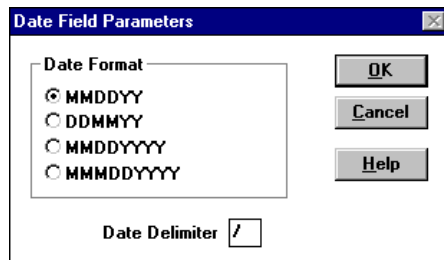 Date Field Parameters
Date Format
MMDDYY
DDMMYY
MMDDYYYY
MMMDDYYYY
OK
Cancel
Help
Date Delimiter /